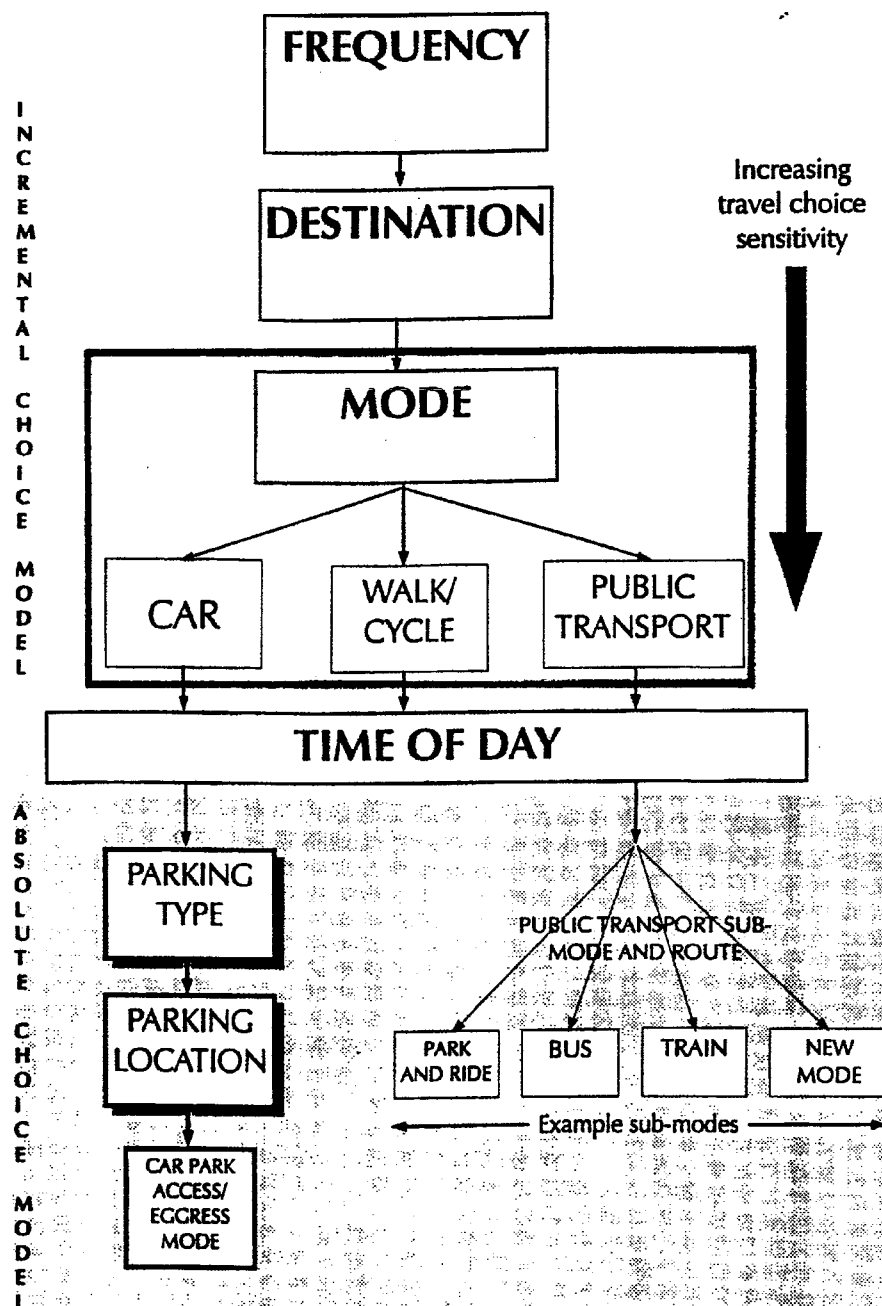 FREQUENCY
INCREMENTAL CHOICE MODEL
Increasing
travel choice
sensitivity
DESTINATION
MODE
CAR
WALK/
CYCLE
PUBLIC
TRANSPORT
TIME OF DAY
ABSOLUTE CHOICE MODEL
PARKING
TYPE
PUBLIC TRANSPORT SUB-
MODE AND ROUTE
PARKING
LOCATION
PARK
AND RIDE
BUS
TRAIN
NEW
MODE
Example sub-modes
CAR PARK
ACCESS/
EGGRESS
MODE